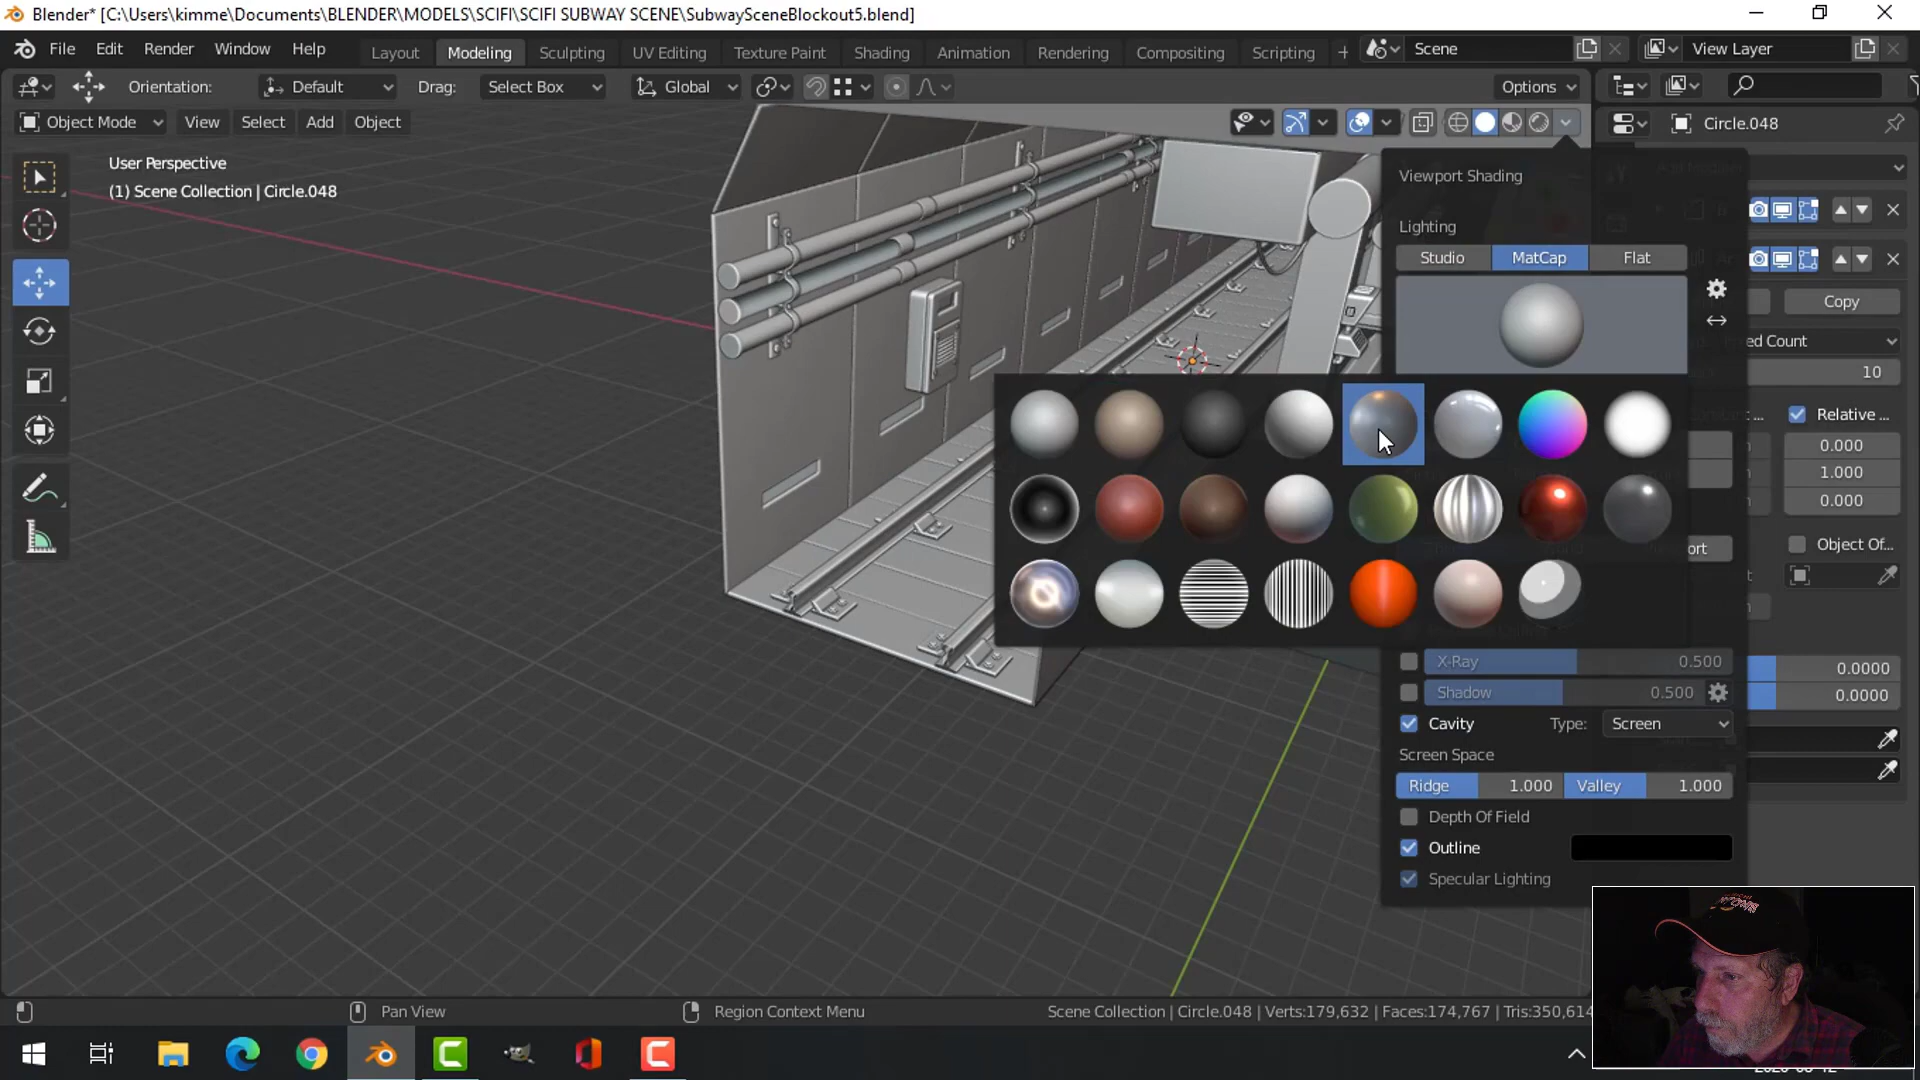 Blender* [C:\Users\kimme\Documents\BLENDER\MODELS\SCIFI\SCIFI SUBWAY SCENE\SubwaySceneBlockout5.blend]
File Edit Render Window Help Layout Modeling Sculpting UV Editing Texture Paint Shading Animation Rendering Compositing Scripting + Scene View Layer
Orientation: Default Drag: Select Box Global Options
Object Mode View Select Add Object Circle.048
User Perspective
(1) Scene Collection | Circle.048
Viewport Shading
Lighting
Studio MatCap Flat
Copy
ed Count
10
Relative ...
0.000
1.000
0.000
ort Object Of...
X-Ray 0.500 0.0000
Shadow 0.500 0.0000
Cavity Type: Screen
Screen Space
Ridge 1.000 Valley 1.000
Depth Of Field
Outline
Specular Lighting
Pan View Region Context Menu Scene Collection | Circle.048 | Verts:179,632 | Faces:174,767 | Tris:350,614